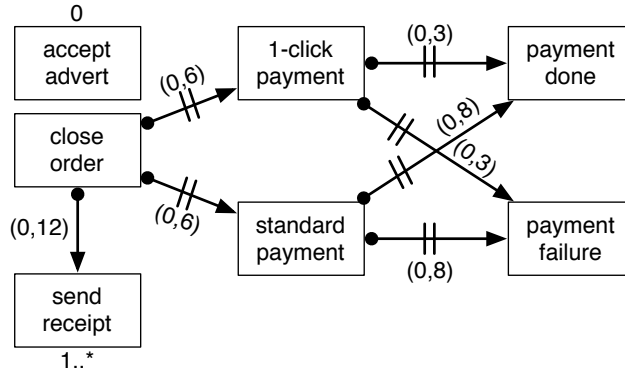 0
accept
advert
close
order
(0,12)
send
receipt
1..*
(0,6)
(0,6)
1-click
payment
standard
payment
(0,3)
(0,8)
(0,3)
(0,8)
payment
done
payment
failure